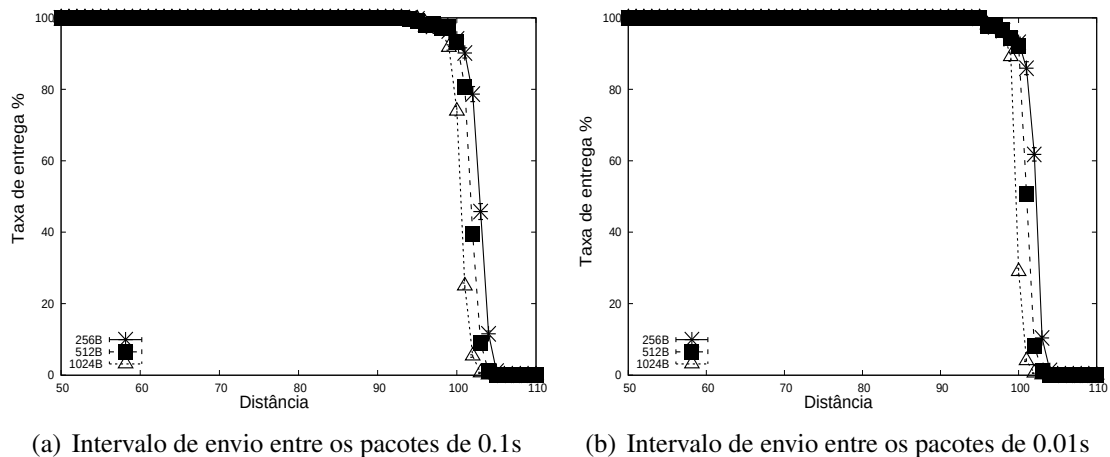 100
80
60
40
20
0
Taxa de entrega %
256B
512B
1024B
50 60 70 80 90 100 110
Distância
(a) Intervalo de envio entre os pacotes de 0.1s
100
80
60
40
20
0
Taxa de entrega %
256B
512B
1024B
50 60 70 80 90 100 110
Distância
(b) Intervalo de envio entre os pacotes de 0.01s